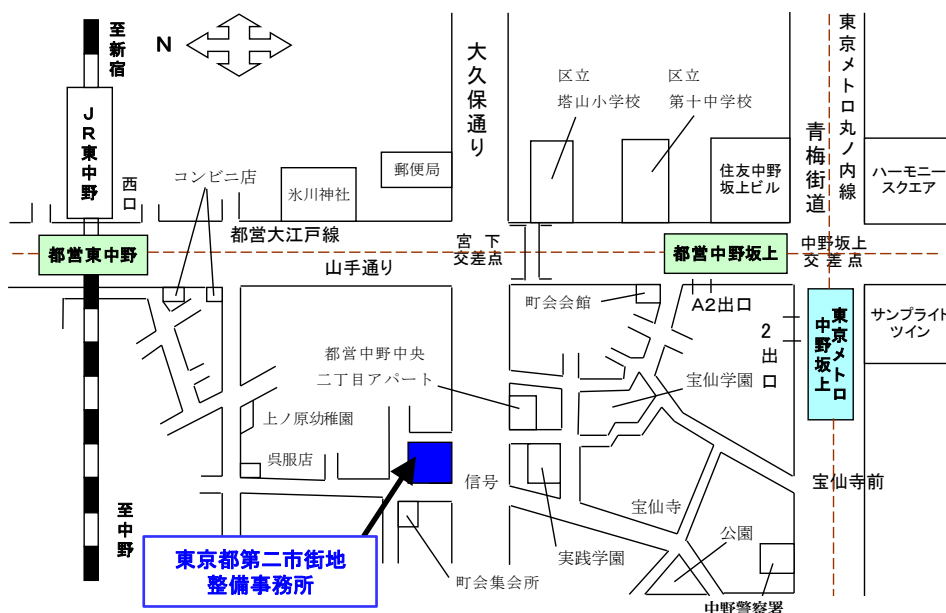 至新宿
N
JR東中野
西口
コンビニ店
氷川神社
郵便局
大久保通り
区立
塔山小学校
区立
第十中学校
住友中野
坂上ビル
青梅街道
東京メトロ丸ノ内線
ハーモニー
スクエア
都営東中野
都営大江戸線
山手通り
宮下
交差点
都営中野坂上
中野坂上
交差点
町会会館
A2出口
2出口
東京メトロ
中野坂上
サンブライト
ツイン
都営中野中央
二丁目アパート
宝仙学園
上ノ原幼稚園
呉服店
信号
宝仙寺
宝仙寺前
至中野
東京都第二市街地
整備事務所
町会集会所
実践学園
公園
中野警察署